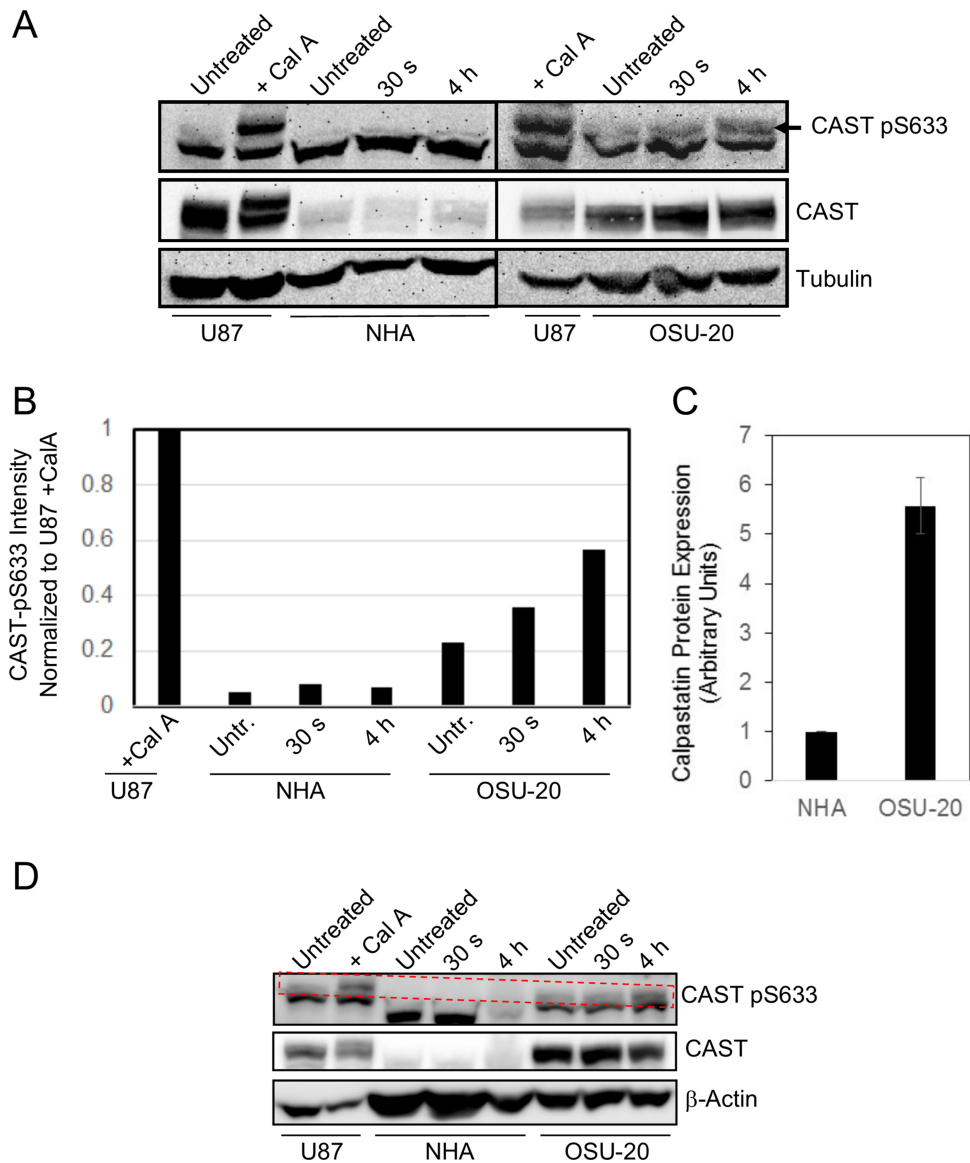 A
Untreated
+ Cal A
Untreated
30 s
4 h
+ Cal A
Untreated
30 s
4 h
CAST pS633
CAST
Tubulin
U87
NHA
U87
OSU-20
B
CAST-pS633 Intensity
Normalized to U87 +CalA
1
0.8
0.6
0.4
0.2
0
+Cal A
Untr.
30 s
4 h
Untr.
30 s
4 h
U87
NHA
OSU-20
C
Calpastatin Protein Expression
(Arbitrary Units)
7
6
5
4
3
2
1
0
NHA
OSU-20
D
Untreated
+ Cal A
Untreated
30 s
4 h
Untreated
30 s
4 h
CAST pS633
CAST
β-Actin
U87
NHA
OSU-20